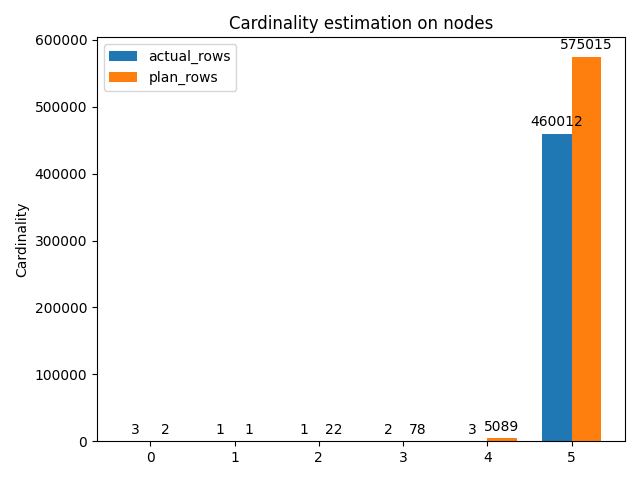 Cardinality estimation on nodes
actual_rows
plan_rows
Cardinality
600000
500000
400000
300000
200000
100000
0
3 2
1 1
1 22
2 78
3 5089
460012 575015
0 1 2 3 4 5